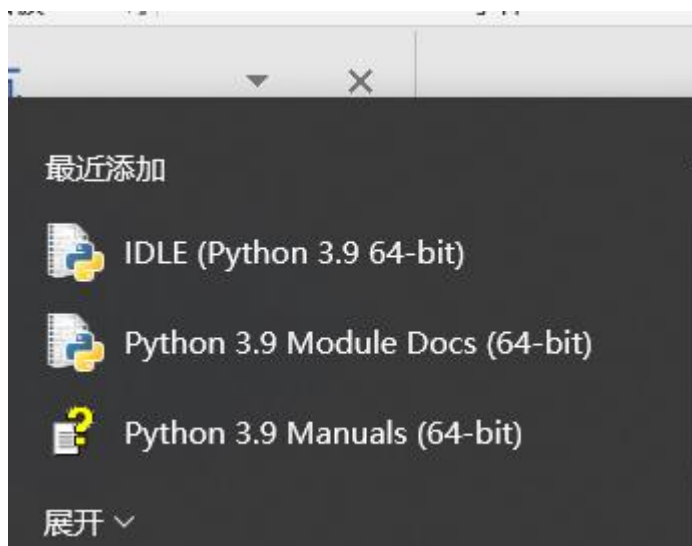 最近添加
IDLE (Python 3.9 64-bit)
Python 3.9 Module Docs (64-bit)
Python 3.9 Manuals (64-bit)
展开